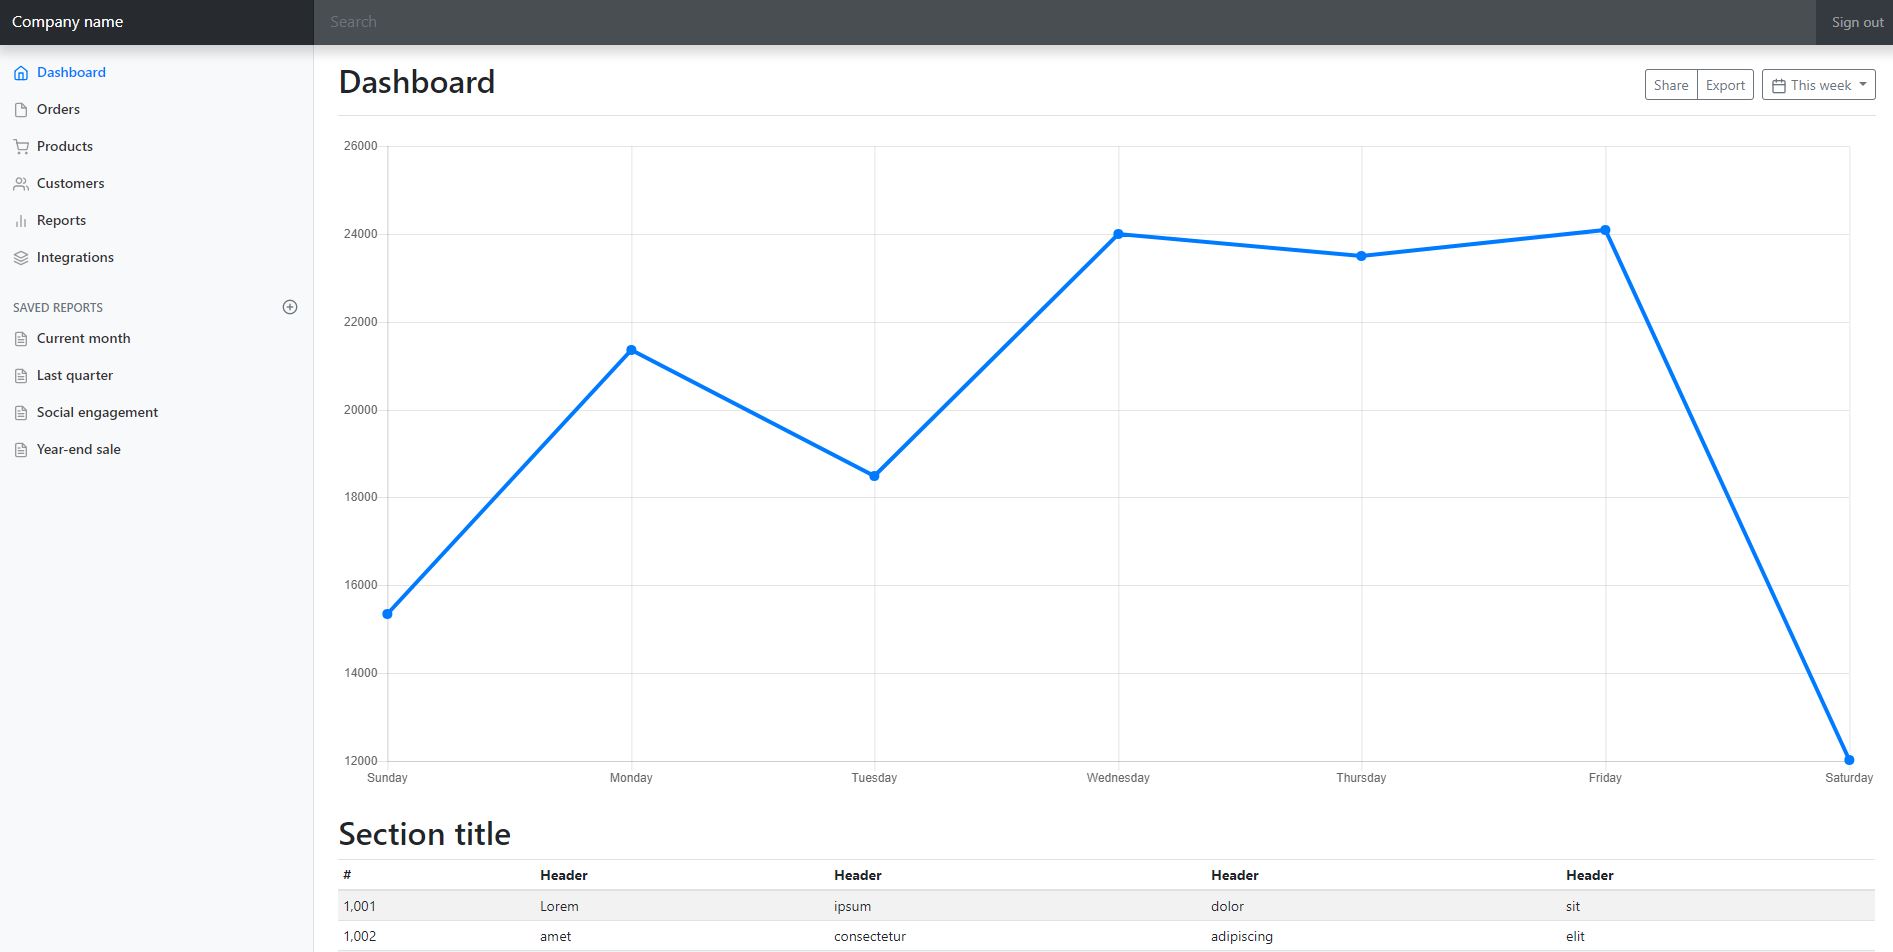 Company name
Search
Sign out
Dashboard
Orders
Products
Customers
Reports
Integrations
SAVED REPORTS
Current month
Last quarter
Social engagement
Year-end sale
Dashboard
Share Export This week
26000
24000
22000
20000
18000
16000
14000
12000
Sunday Monday Tuesday Wednesday Thursday Friday Saturday
Section title
# Header Header Header Header
1,001 Lorem ipsum dolor sit
1,002 amet consectetur adipiscing elit